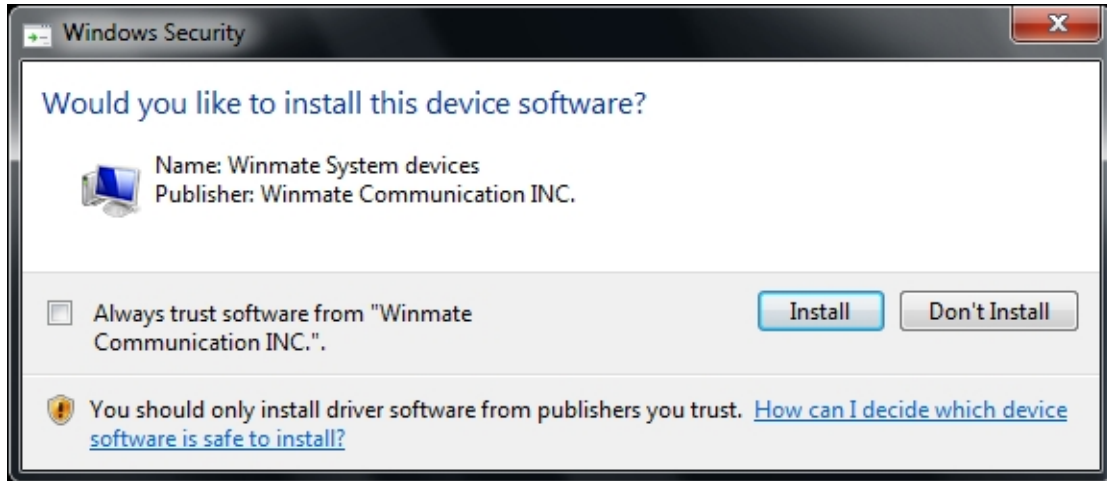 Windows Security
Would you like to install this device software?
Name: Winmate System devices
Publisher: Winmate Communication INC.
Always trust software from "Winmate
Communication INC.".
Install
Don't Install
You should only install driver software from publishers you trust. How can I decide which device
software is safe to install?